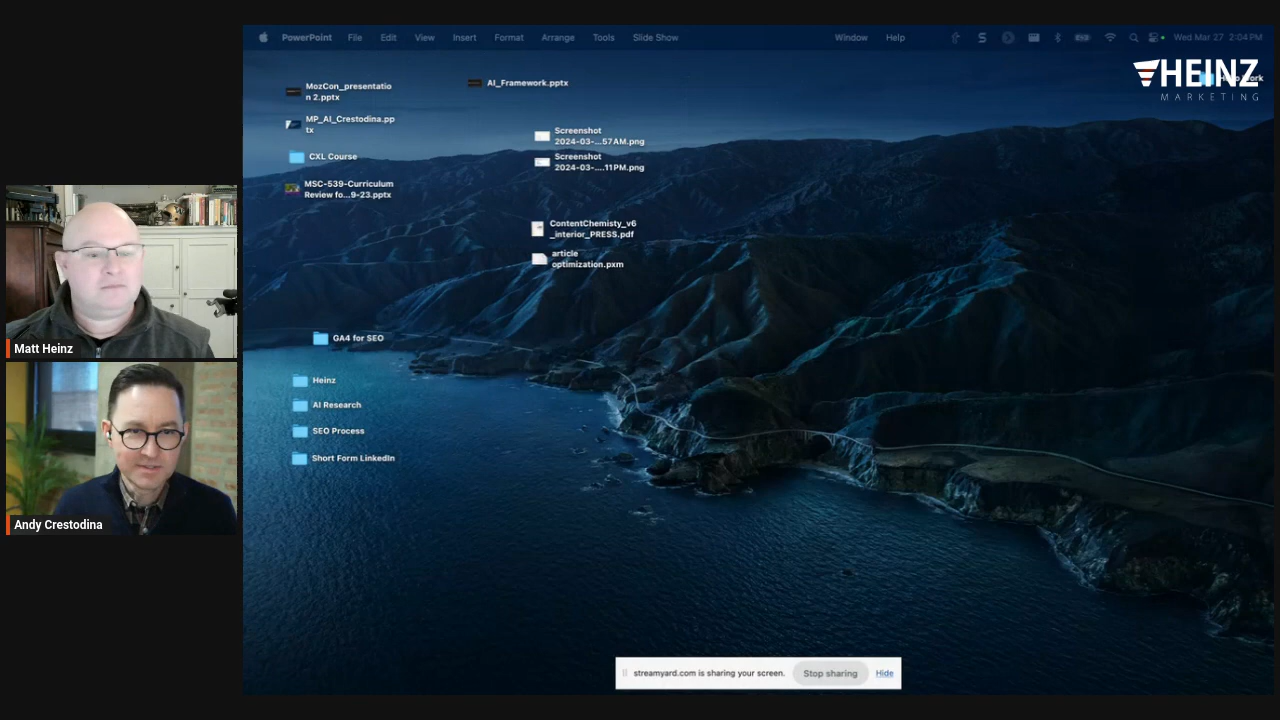 PowerPoint File Edit View Insert Format Arrange Tools Slide Show Window Help Wed Mar 27 2:04 PM
HEINZ
MARKETING
MozCon_presentatio
n 2.pptx
AI_Framework.pptx
MP_AI_Crestodina.pp
tx
Screenshot
2024-03-...57AM.png
CXL Course
Screenshot
2024-03-....11PM.png
MSC-539-Curriculum
Review fo...9-23.pptx
ContentChemisty_v6
_interior_PRESS.pdf
article
optimization.pxm
GA4 for SEO
Heinz
AI Research
SEO Process
Short Form LinkedIn
Matt Heinz
Andy Crestodina
streamyard.com is sharing your screen. Stop sharing Hide